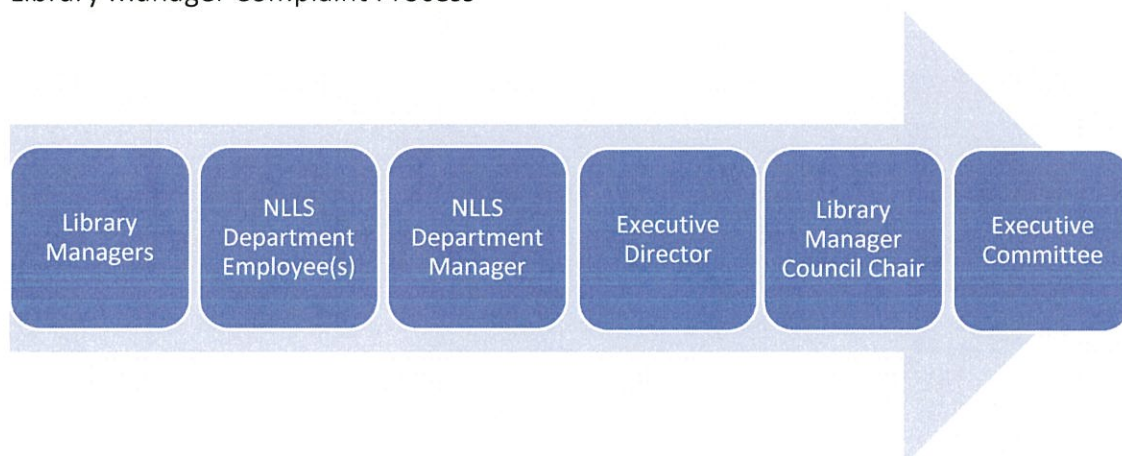 Library Manager Complaint Process
Library
Managers
NLLS
Department
Employee(s)
NLLS
Department
Manager
Executive
Director
Library
Manager
Council Chair
Executive
Committee